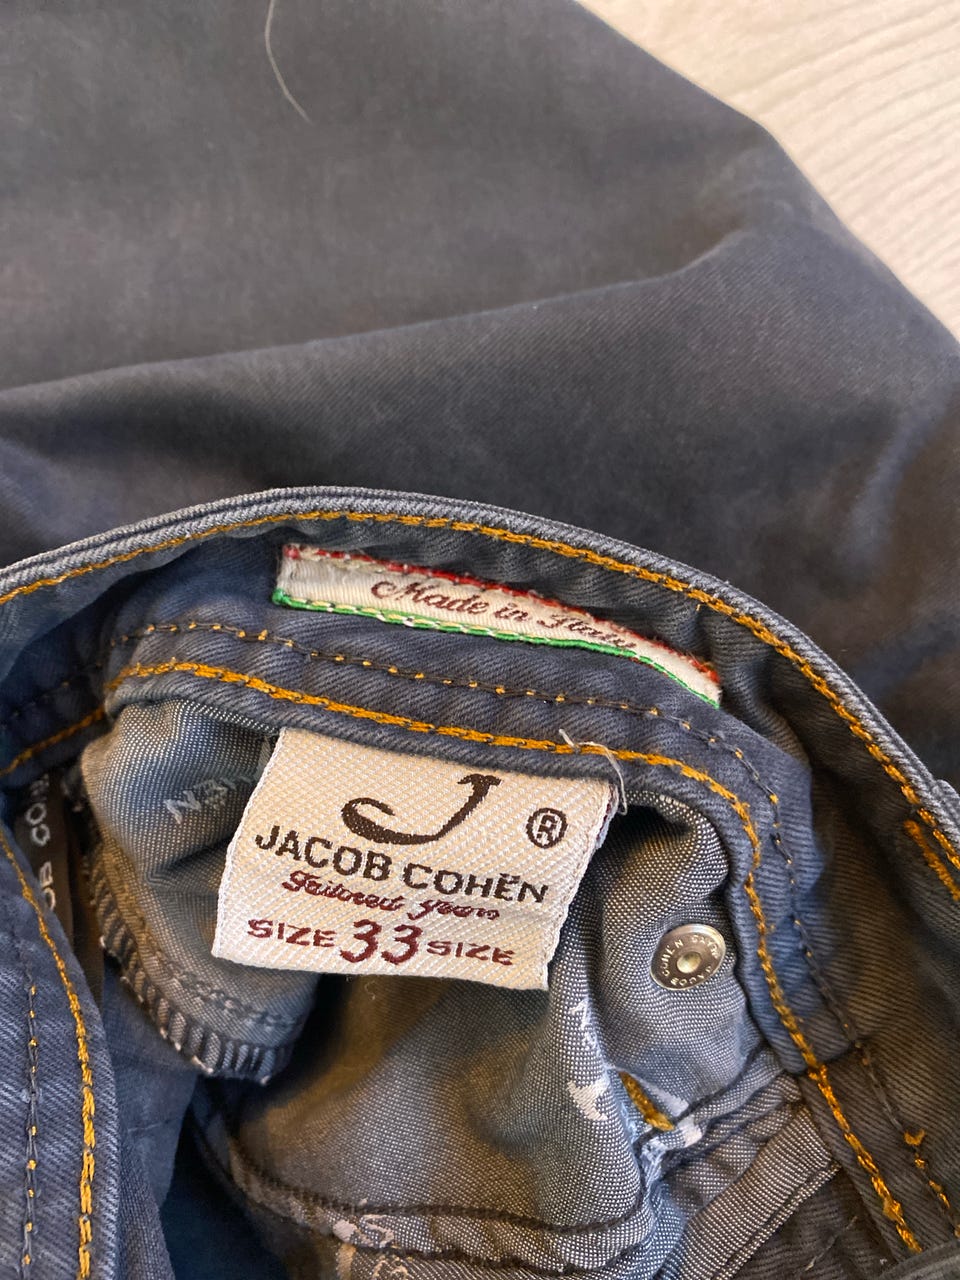 Made in Italy
J ®
JACOB COHËN
Tailored Jeans
SIZE 33 SIZE